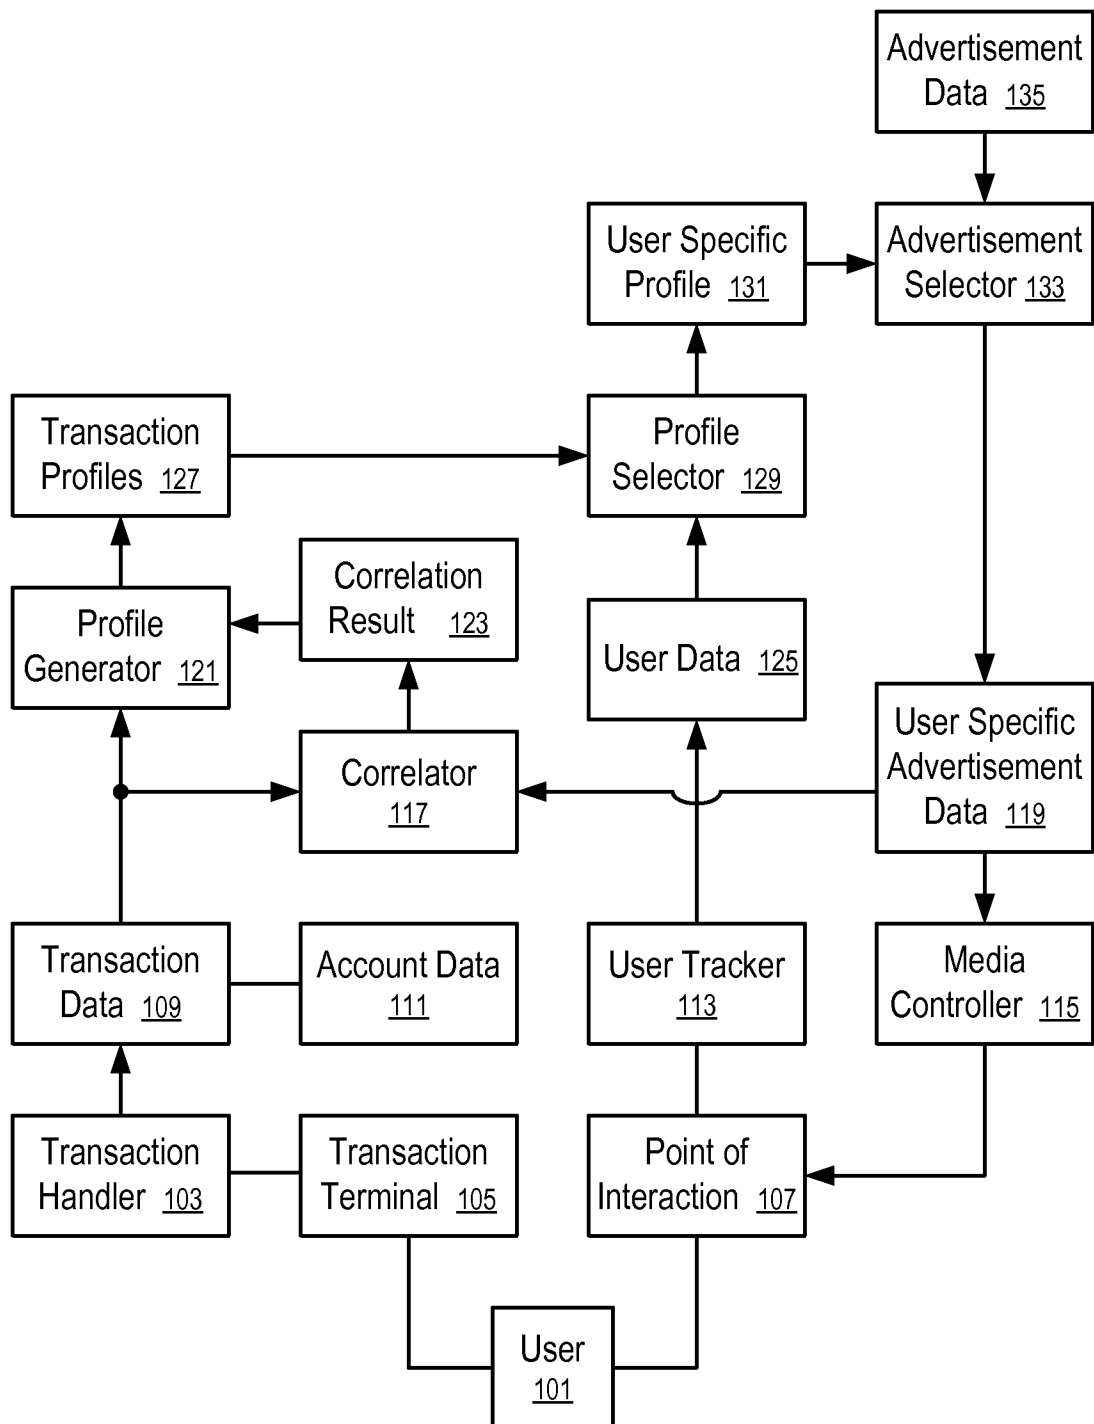 Advertisement
Data 135
User Specific
Profile 131
Advertisement
Selector 133
Transaction
Profiles 127
Profile
Selector 129
Correlation
Result 123
Profile
Generator 121
User Data 125
User Specific
Advertisement
Data 119
Correlator
117
Transaction
Data 109
Account Data
111
User Tracker
113
Media
Controller 115
Transaction
Handler 103
Transaction
Terminal 105
Point of
Interaction 107
User
101